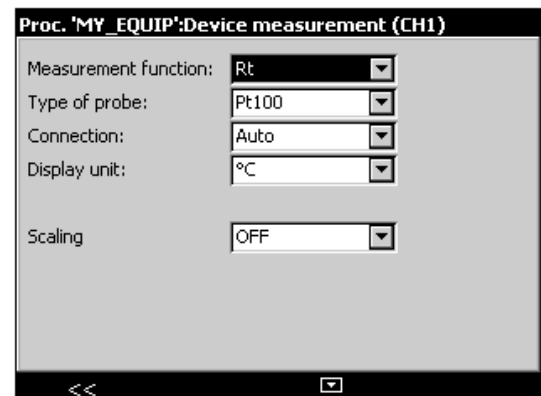 Proc. 'MY_EQUIP':Device measurement (CH1)
Measurement function: Rt
Type of probe: Pt100
Connection: Auto
Display unit: °C
Scaling OFF
<<